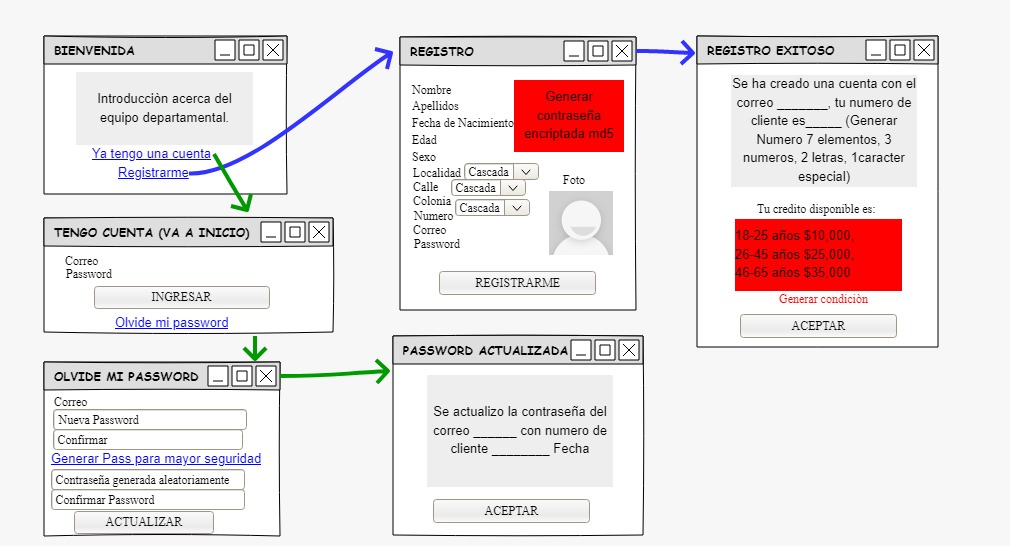 BIENVENIDA
Introducciòn acerca del
equipo departamental.
Ya tengo una cuenta
Registrarme
TENGO CUENTA (VA A INICIO)
Correo
Password
INGRESAR
Olvide mi password
OLVIDE MI PASSWORD
Correo
Nueva Password
Confirmar
Generar Pass para mayor seguridad
Contraseña generada aleatoriamente
Confirmar Password
ACTUALIZAR
REGISTRO
Nombre
Apellidos
Fecha de Nacimiento
Edad
Sexo
Localidad Cascada
Calle Cascada
Colonia Cascada
Numero
Correo
Password
Generar
contraseña
encriptada md5
Foto
REGISTRARME
PASSWORD ACTUALIZADA
Se actualizo la contraseña del
correo ______ con numero de
cliente ________ Fecha
ACEPTAR
REGISTRO EXITOSO
Se ha creado una cuenta con el
correo _______, tu numero de
cliente es_____ (Generar
Numero 7 elementos, 3
numeros, 2 letras, 1caracter
especial)
Tu credito disponible es:
18-25 años $10,000,
26-45 años $25,000,
46-65 años $35,000
Generar condiciòn
ACEPTAR